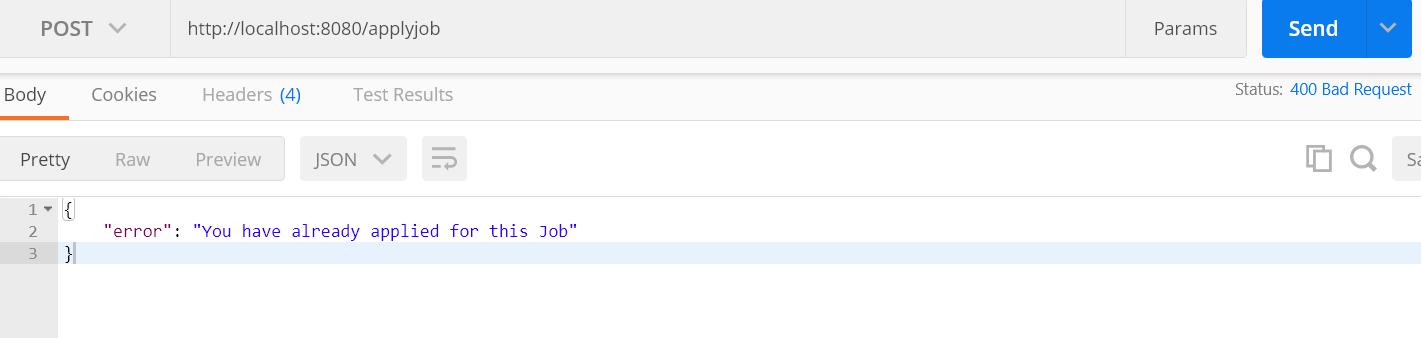 POST http://localhost:8080/applyjob Params Send
Body Cookies Headers (4) Test Results Status: 400 Bad Request
Pretty Raw Preview JSON
1 {
2 "error": "You have already applied for this Job"
3 }